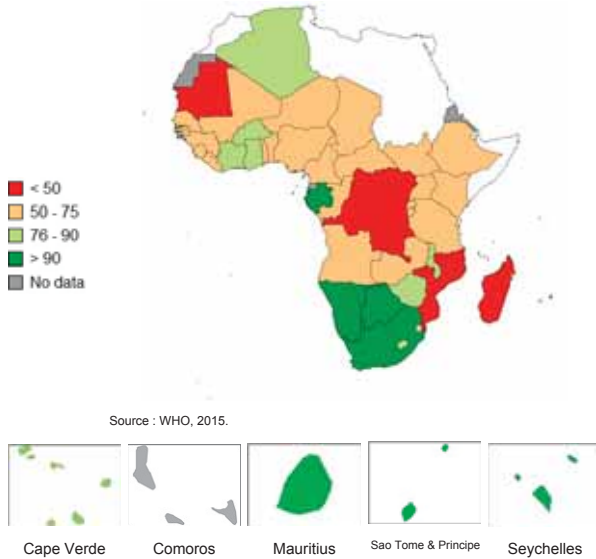 < 50
50 - 75
76 - 90
> 90
No data
Source : WHO, 2015.
Cape Verde
Comoros
Mauritius
Sao Tome & Principe
Seychelles